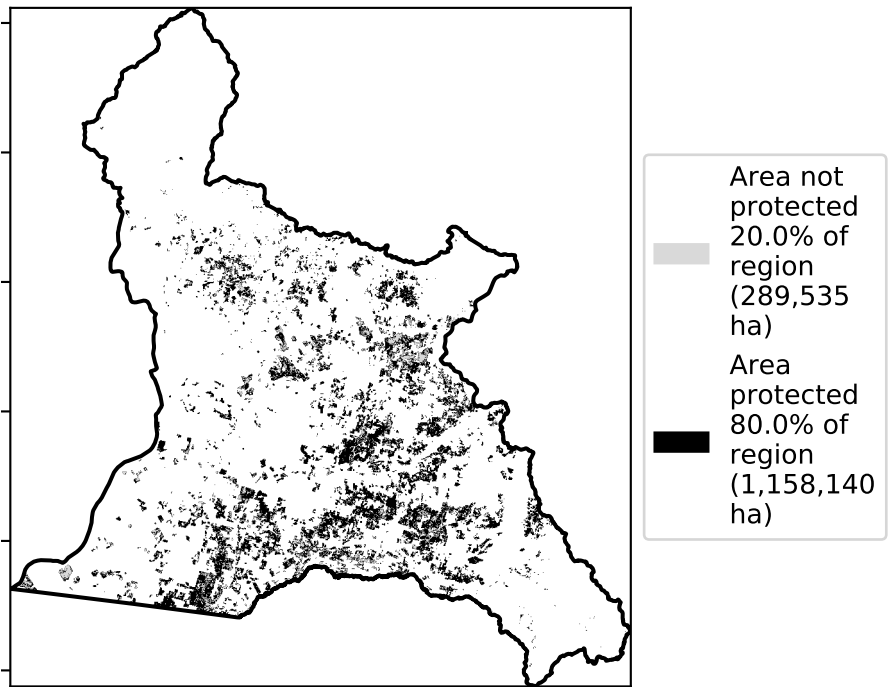 Area not
protected
20.0% of
region
(289,535
ha)
Area
protected
80.0% of
region
(1,158,140
ha)